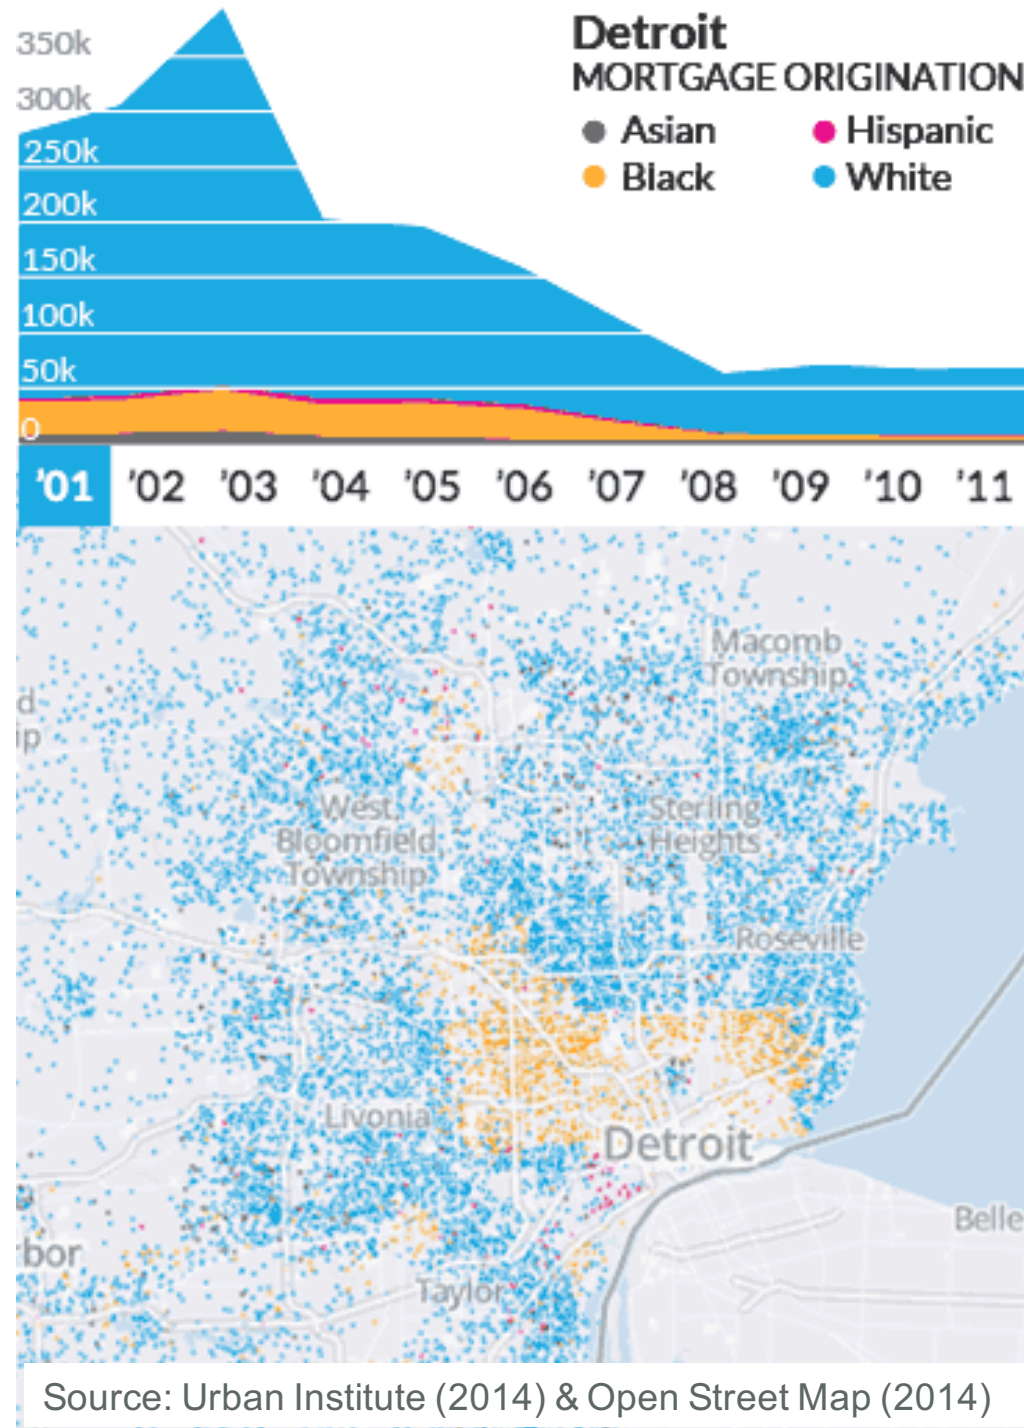 350k
Detroit
MORTGAGE ORIGINATION
300k
Asian
Hispanic
250k
Black
White
200k
150k
100k
50k
0
'01 '02 '03 '04 '05 '06 '07 '08 '09 '10 '11
Macomb
Township
d
ip
West
Bloomfield
Township
Sterling
Heights
Roseville
Livonia
Detroit
Belle
bor
Taylor
Source: Urban Institute (2014) & Open Street Map (2014)